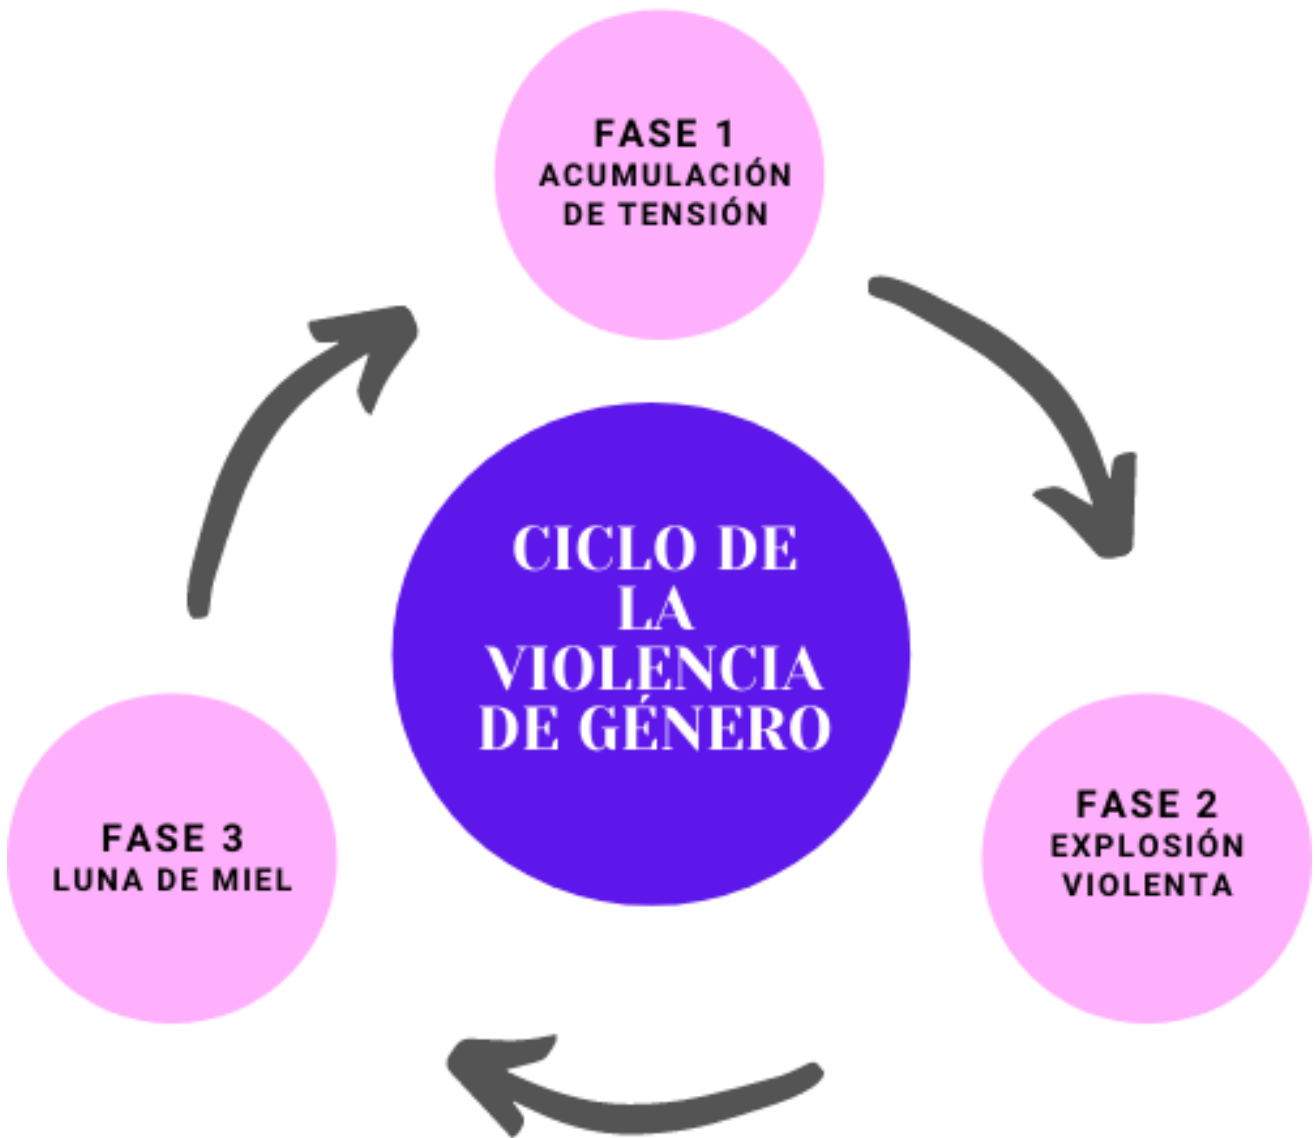 FASE 1
ACUMULACIÓN
DE TENSIÓN
CICLO DE
LA
VIOLENCIA
DE GÉNERO
FASE 2
EXPLOSIÓN
VIOLENTA
FASE 3
LUNA DE MIEL